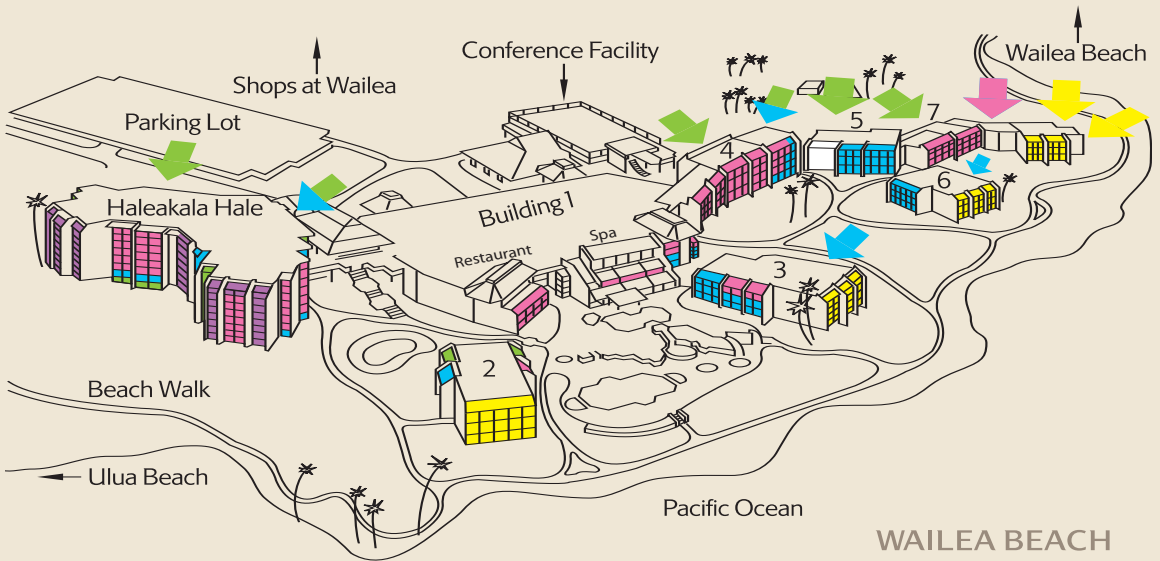 Conference Facility
Wailea Beach
Shops at Wailea
Parking Lot
5
7
4
6
Haleakala Hale
Building 1
Spa
Restaurant
3
2
Beach Walk
Ulua Beach
Pacific Ocean
WAILEA BEACH